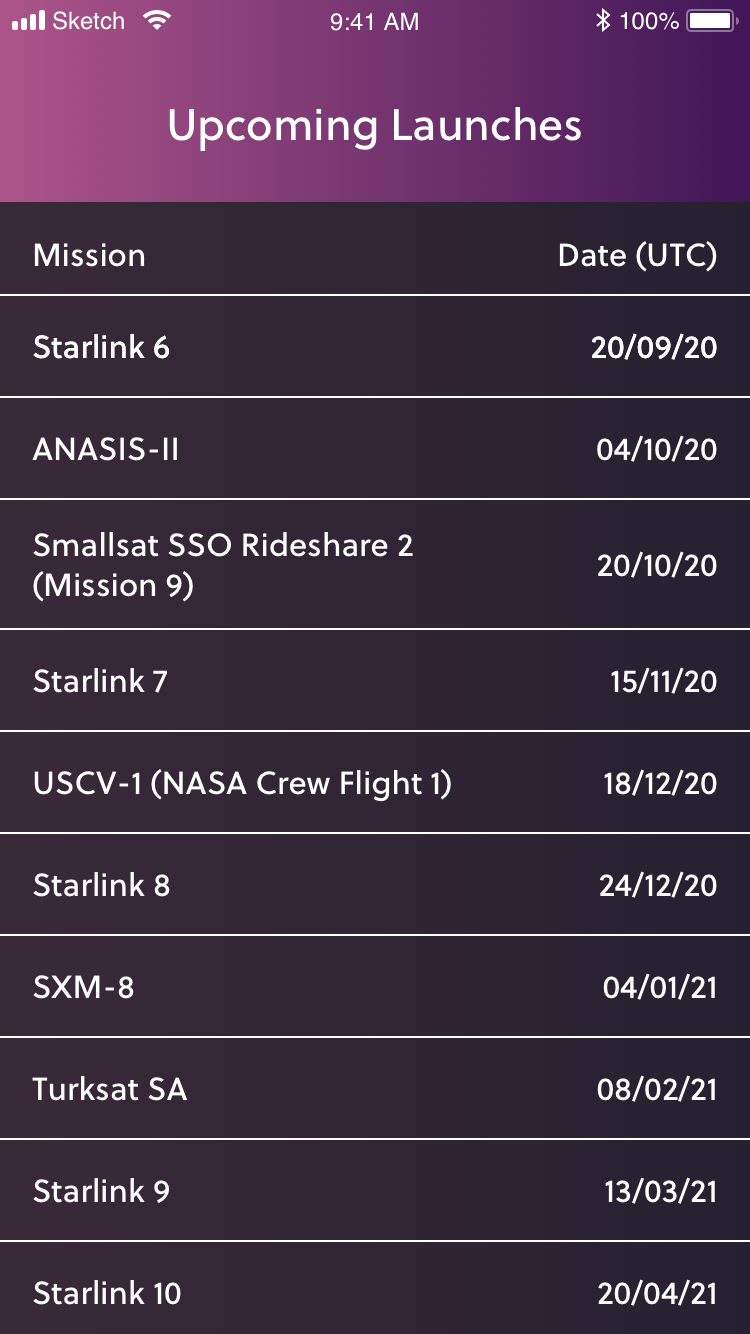 Sketch 9:41 AM 100%
Upcoming Launches
Mission Date (UTC)
Starlink 6 20/09/20
ANASIS-II 04/10/20
Smallsat SSO Rideshare 2
(Mission 9) 20/10/20
Starlink 7 15/11/20
USCV-1 (NASA Crew Flight 1) 18/12/20
Starlink 8 24/12/20
SXM-8 04/01/21
Turksat SA 08/02/21
Starlink 9 13/03/21
Starlink 10 20/04/21